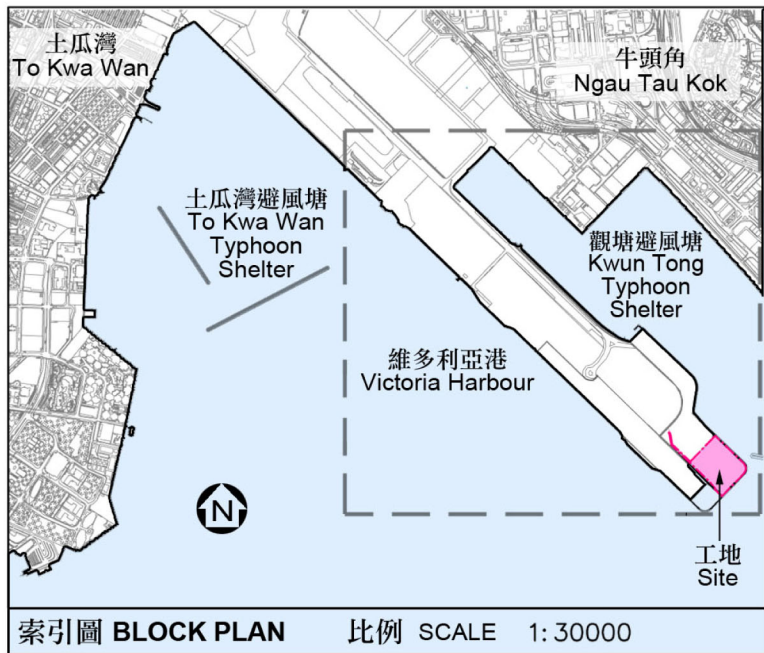 土瓜灣
To Kwa Wan
牛頭角
Ngau Tau Kok
土瓜灣避風塘
To Kwa Wan
Typhoon
Shelter
觀塘避風塘
Kwun Tong
Typhoon
Shelter
維多利亞港
Victoria Harbour
N
工地
Site
索引圖 BLOCK PLAN 比例 SCALE 1:30000